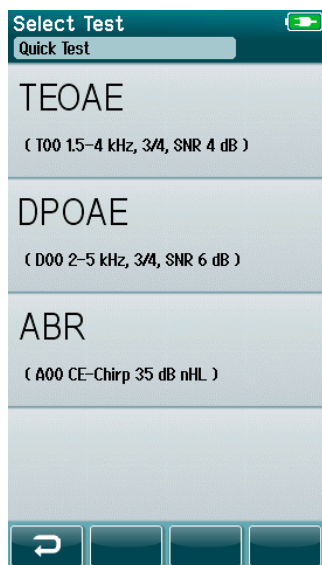 Select Test
Quick Test
TEOAE
( T00 1.5-4 kHz, 3/4, SNR 4 dB )
DPOAE
( D00 2-5 kHz, 3/4, SNR 6 dB )
ABR
( A00 CE-Chirp 35 dB nHL )